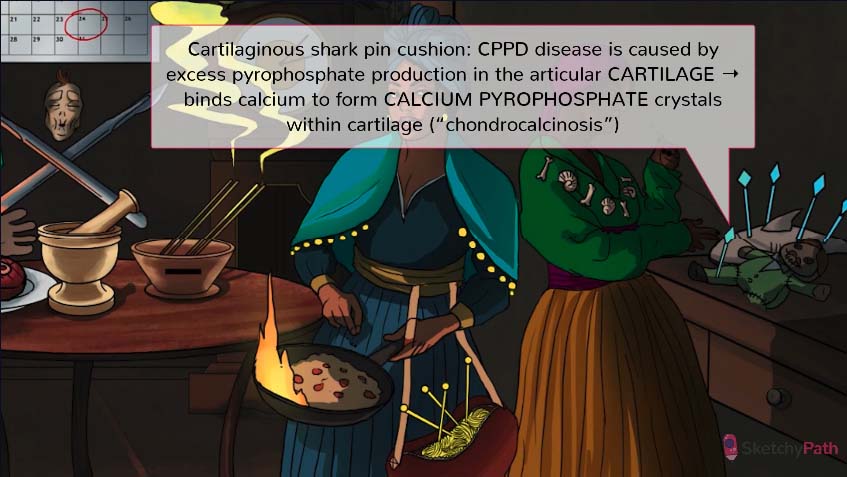 21 22 23 24 25 26
28 29 30 31
Cartilaginous shark pin cushion: CPPD disease is caused by
excess pyrophosphate production in the articular CARTILAGE →
binds calcium to form CALCIUM PYROPHOSPHATE crystals
within cartilage (“chondrocalcinosis”)
SketchyPath